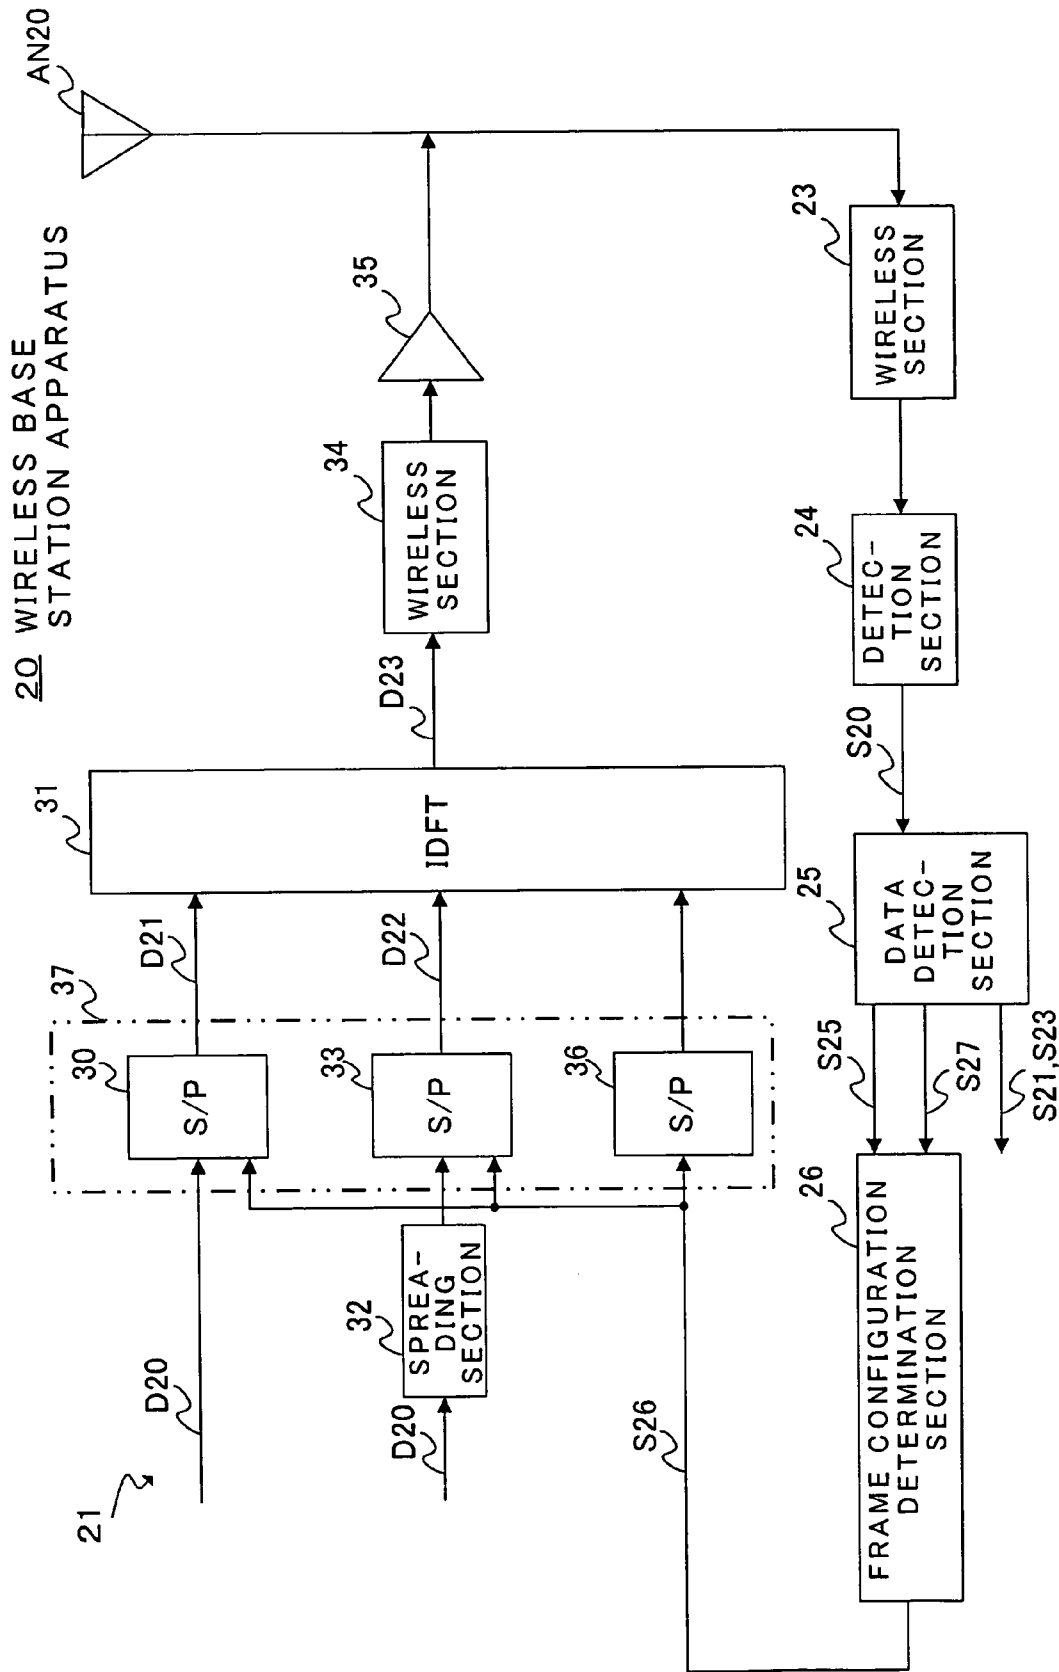 20 WIRELESS BASE
STATION APPARATUS
AN20
21
D20
30
S/P
37
D21
31
IDFT
D20
32
SPREA-
DING
SECTION
33
S/P
D22
D23
34
WIRELESS
SECTION
35
36
S/P
S26
26
FRAME CONFIGURATION
DETERMINATION
SECTION
S25
S27
S21,S23
25
DATA
DETEC-
TION
SECTION
S20
24
DETEC-
TION
SECTION
23
WIRELESS
SECTION